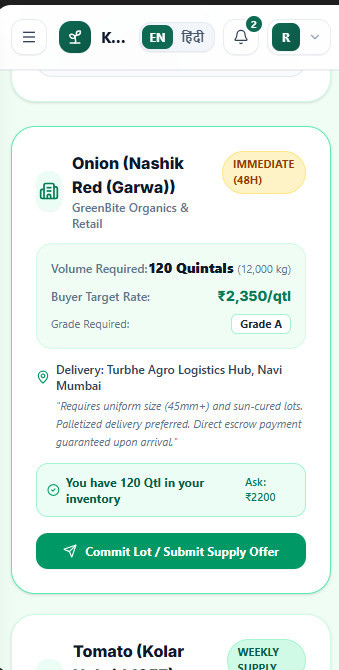 K...
EN हिंदी
2
R
Onion (Nashik
Red (Garwa))
IMMEDIATE
(48H)
GreenBite Organics &
Retail
Volume Required: 120 Quintals (12,000 kg)
Buyer Target Rate: ₹2,350/qtl
Grade Required: Grade A
Delivery: Turbhe Agro Logistics Hub, Navi
Mumbai
"Requires uniform size (45mm+) and sun-cured lots.
Palletized delivery preferred. Direct escrow payment
guaranteed upon arrival."
You have 120 Qtl in your
inventory
Ask:
₹2200
Commit Lot / Submit Supply Offer
Tomato (Kolar
WEEKLY
SUPPLY